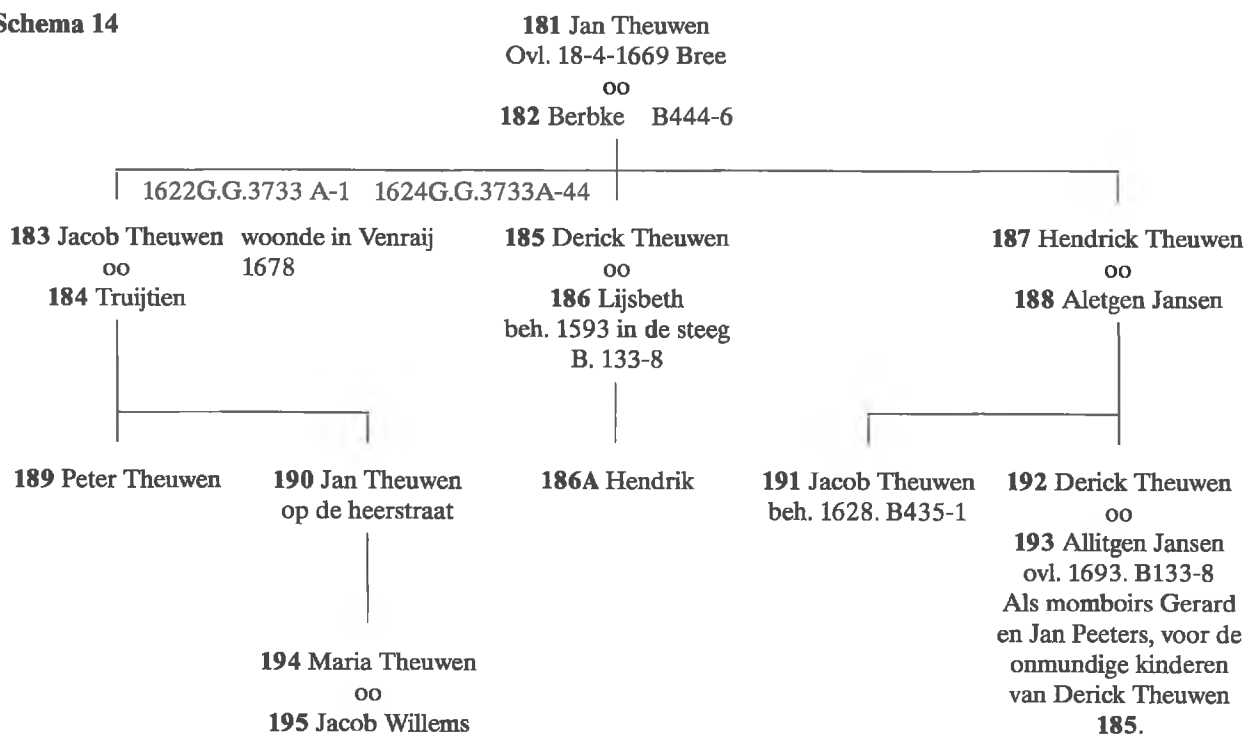 Schema 14
181 Jan Theuwen
Ovl. 18-4-1669 Bree
oo
182 Berbke B444-6
1622G.G.3733 A-1 1624G.G.3733A-44
183 Jacob Theuwen woonde in Venraij
oo 1678
184 Truijtien
185 Derick Theuwen
oo
186 Lijsbeth
beh. 1593 in de steeg
B. 133-8
187 Hendrick Theuwen
oo
188 Aletgen Jansen
189 Peter Theuwen
190 Jan Theuwen
op de heerstraat
186A Hendrik
191 Jacob Theuwen
beh. 1628. B435-1
192 Derick Theuwen
oo
193 Allitgen Jansen
ovl. 1693. B133-8
Als momboirs Gerard
en Jan Peeters, voor de
onmundige kinderen
van Derick Theuwen
185.
194 Maria Theuwen
oo
195 Jacob Willems